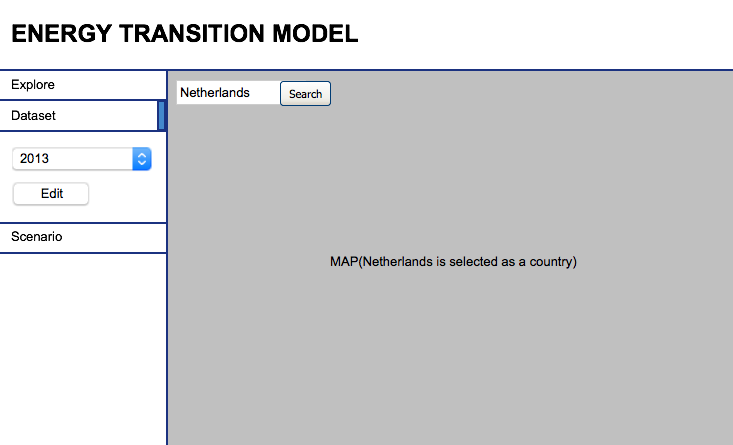 ENERGY TRANSITION MODEL
Explore
Dataset
2013
Edit
Scenario
Netherlands
Search
MAP(Netherlands is selected as a country)